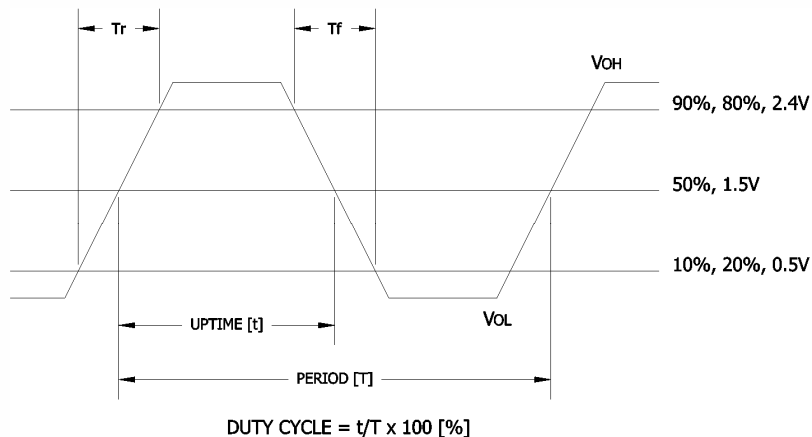 Tr
Tf
VOH
90%, 80%, 2.4V
50%, 1.5V
10%, 20%, 0.5V
UPTIME [t]
VOL
PERIOD [T]
DUTY CYCLE = t/T x 100 [%]